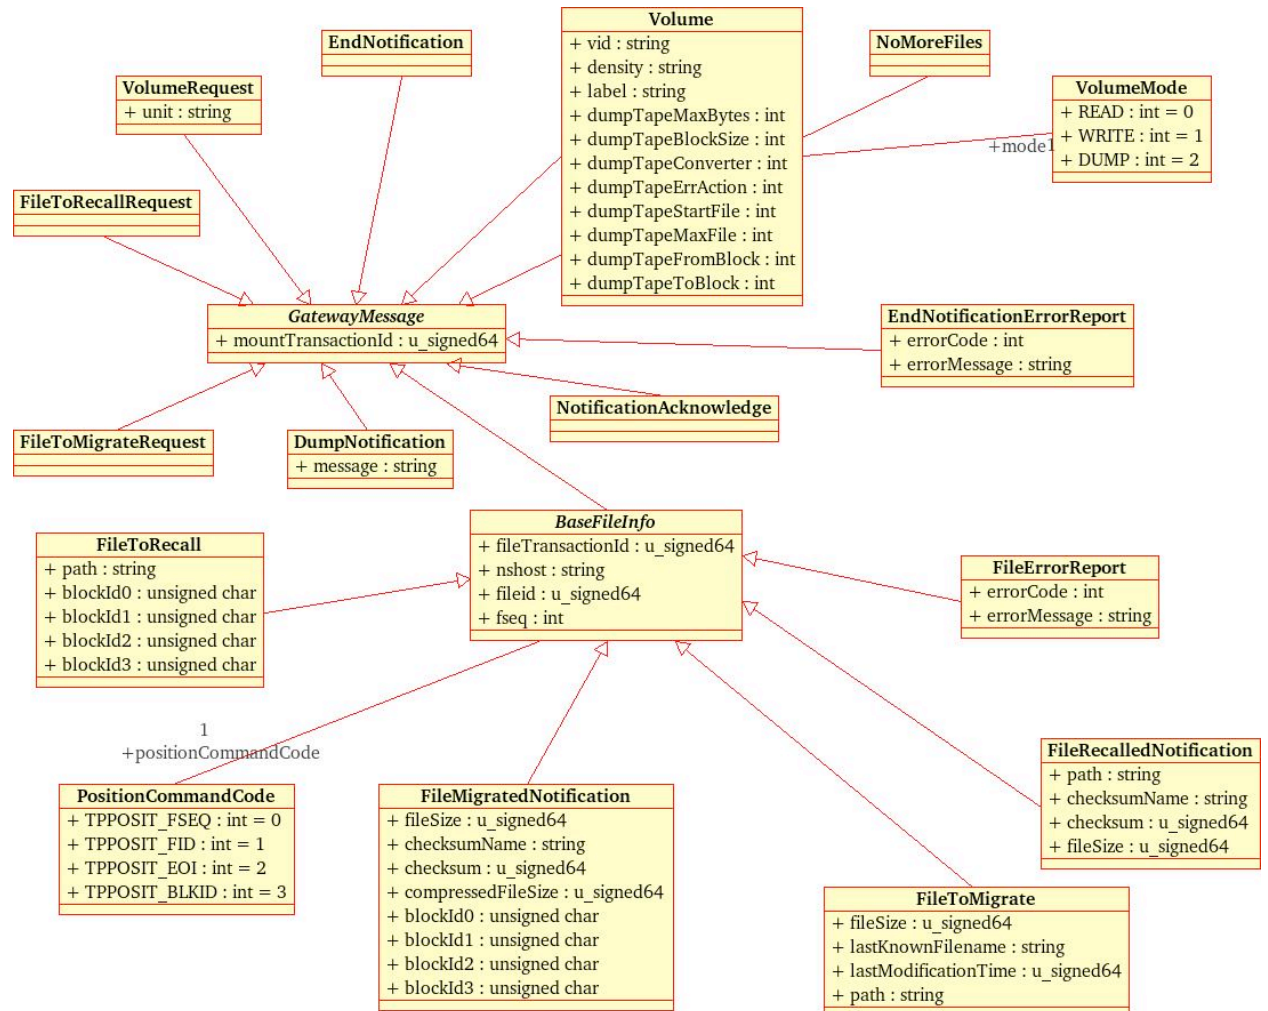 Volume
+ vid : string
+ density : string
+ label : string
+ dumpTapeMaxBytes : int
+ dumpTapeBlockSize : int
+ dumpTapeConverter : int
+ dumpTapeErrAction : int
+ dumpTapeStartFile : int
+ dumpTapeMaxFile : int
+ dumpTapeFromBlock : int
+ dumpTapeToBlock : int
EndNotification
NoMoreFiles
VolumeRequest
+ unit : string
VolumeMode
+ READ : int = 0
+ WRITE : int = 1
+ DUMP : int = 2
+mode1
FileToRecallRequest
GatewayMessage
+ mountTransactionId : u_signed64
EndNotificationErrorReport
+ errorCode : int
+ errorMessage : string
NotificationAcknowledge
FileToMigrateRequest
DumpNotification
+ message : string
BaseFileInfo
+ fileTransactionId : u_signed64
+ nshost : string
+ fileid : u_signed64
+ fseq : int
FileToRecall
+ path : string
+ blockId0 : unsigned char
+ blockId1 : unsigned char
+ blockId2 : unsigned char
+ blockId3 : unsigned char
FileErrorReport
+ errorCode : int
+ errorMessage : string
1
+positionCommandCode
PositionCommandCode
+ TPPOSIT_FSEQ : int = 0
+ TPPOSIT_FID : int = 1
+ TPPOSIT_EOI : int = 2
+ TPPOSIT_BLKID : int = 3
FileMigratedNotification
+ fileSize : u_signed64
+ checksumName : string
+ checksum : u_signed64
+ compressedFileSize : u_signed64
+ blockId0 : unsigned char
+ blockId1 : unsigned char
+ blockId2 : unsigned char
+ blockId3 : unsigned char
FileRecalledNotification
+ path : string
+ checksumName : string
+ checksum : u_signed64
+ fileSize : u_signed64
FileToMigrate
+ fileSize : u_signed64
+ lastKnownFilename : string
+ lastModificationTime : u_signed64
+ path : string